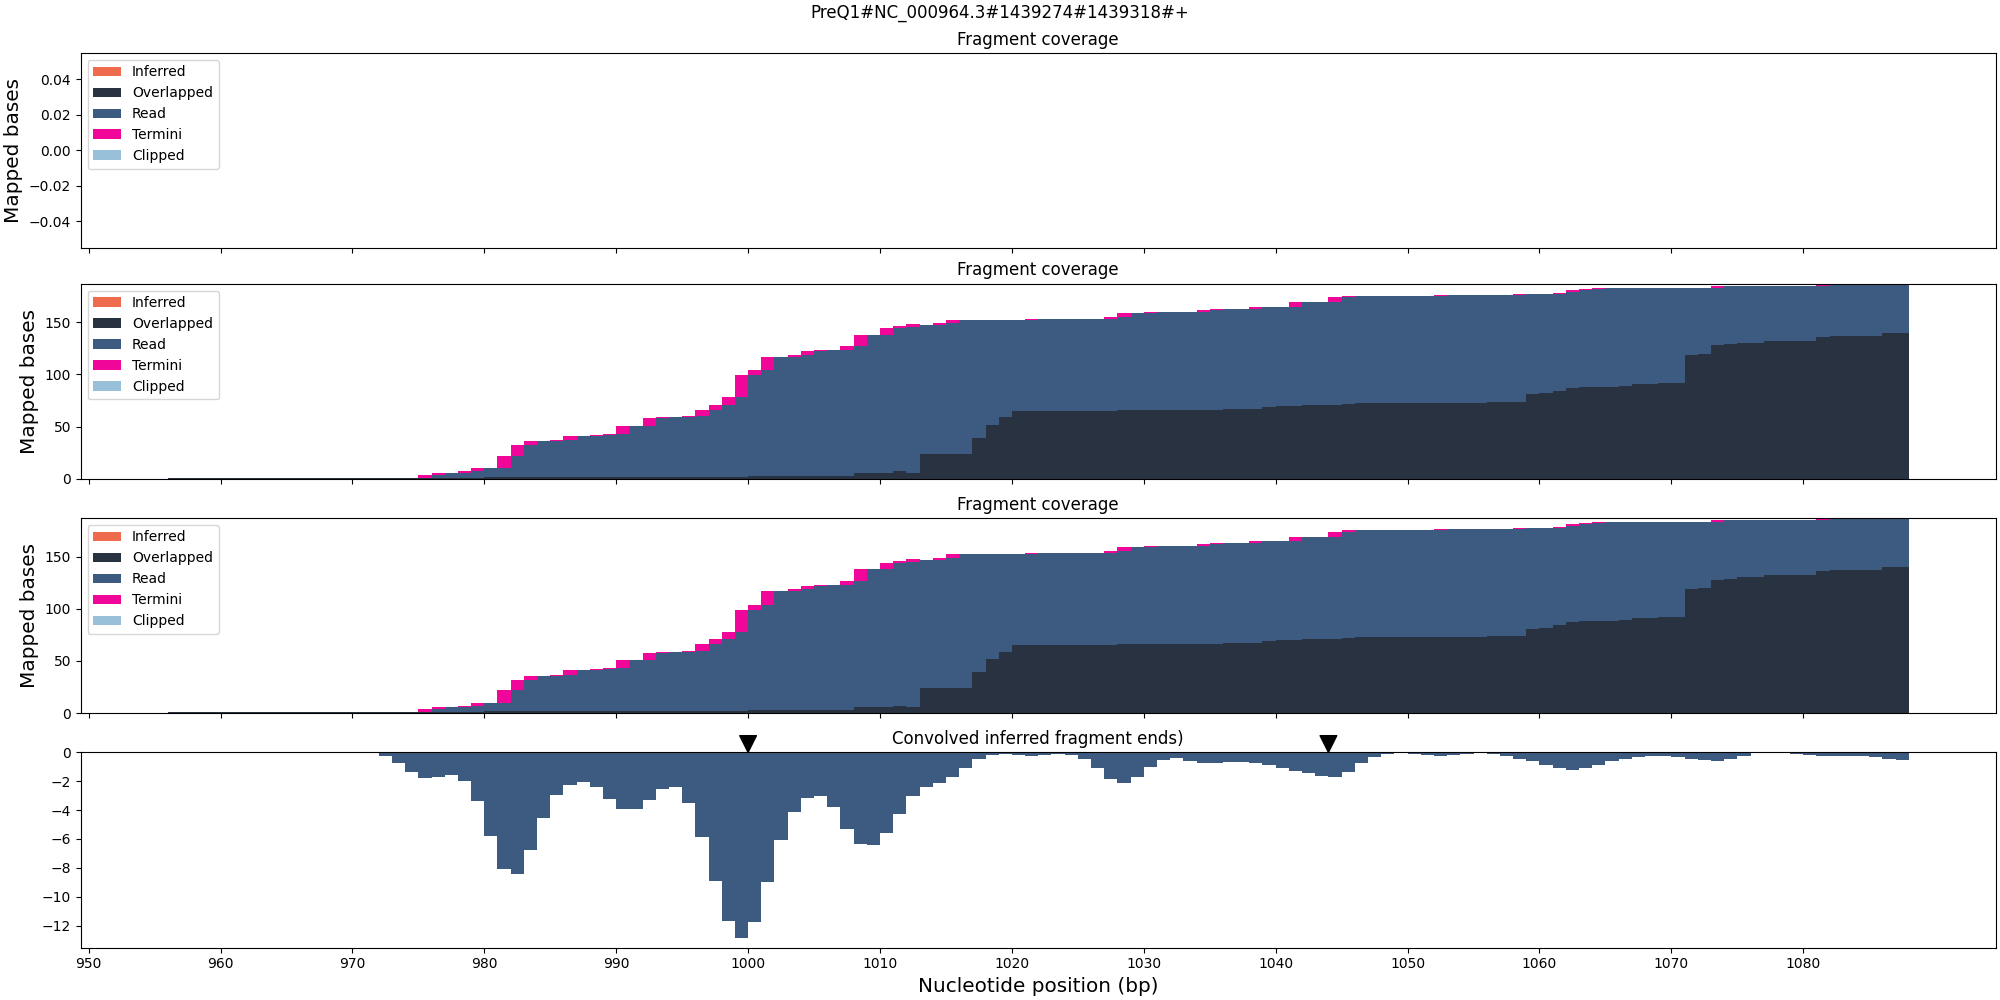 PreQ1#NC_000964.3#1439274#1439318#+
Fragment coverage
Mapped bases
0.04
0.02
0.00
−0.02
−0.04
Inferred
Overlapped
Read
Termini
Clipped
Fragment coverage
Mapped bases
150
100
50
0
Inferred
Overlapped
Read
Termini
Clipped
Fragment coverage
Mapped bases
150
100
50
0
Inferred
Overlapped
Read
Termini
Clipped
Convolved inferred fragment ends)
0
−2
−4
−6
−8
−10
−12
950 960 970 980 990 1000 1010 1020 1030 1040 1050 1060 1070 1080
Nucleotide position (bp)